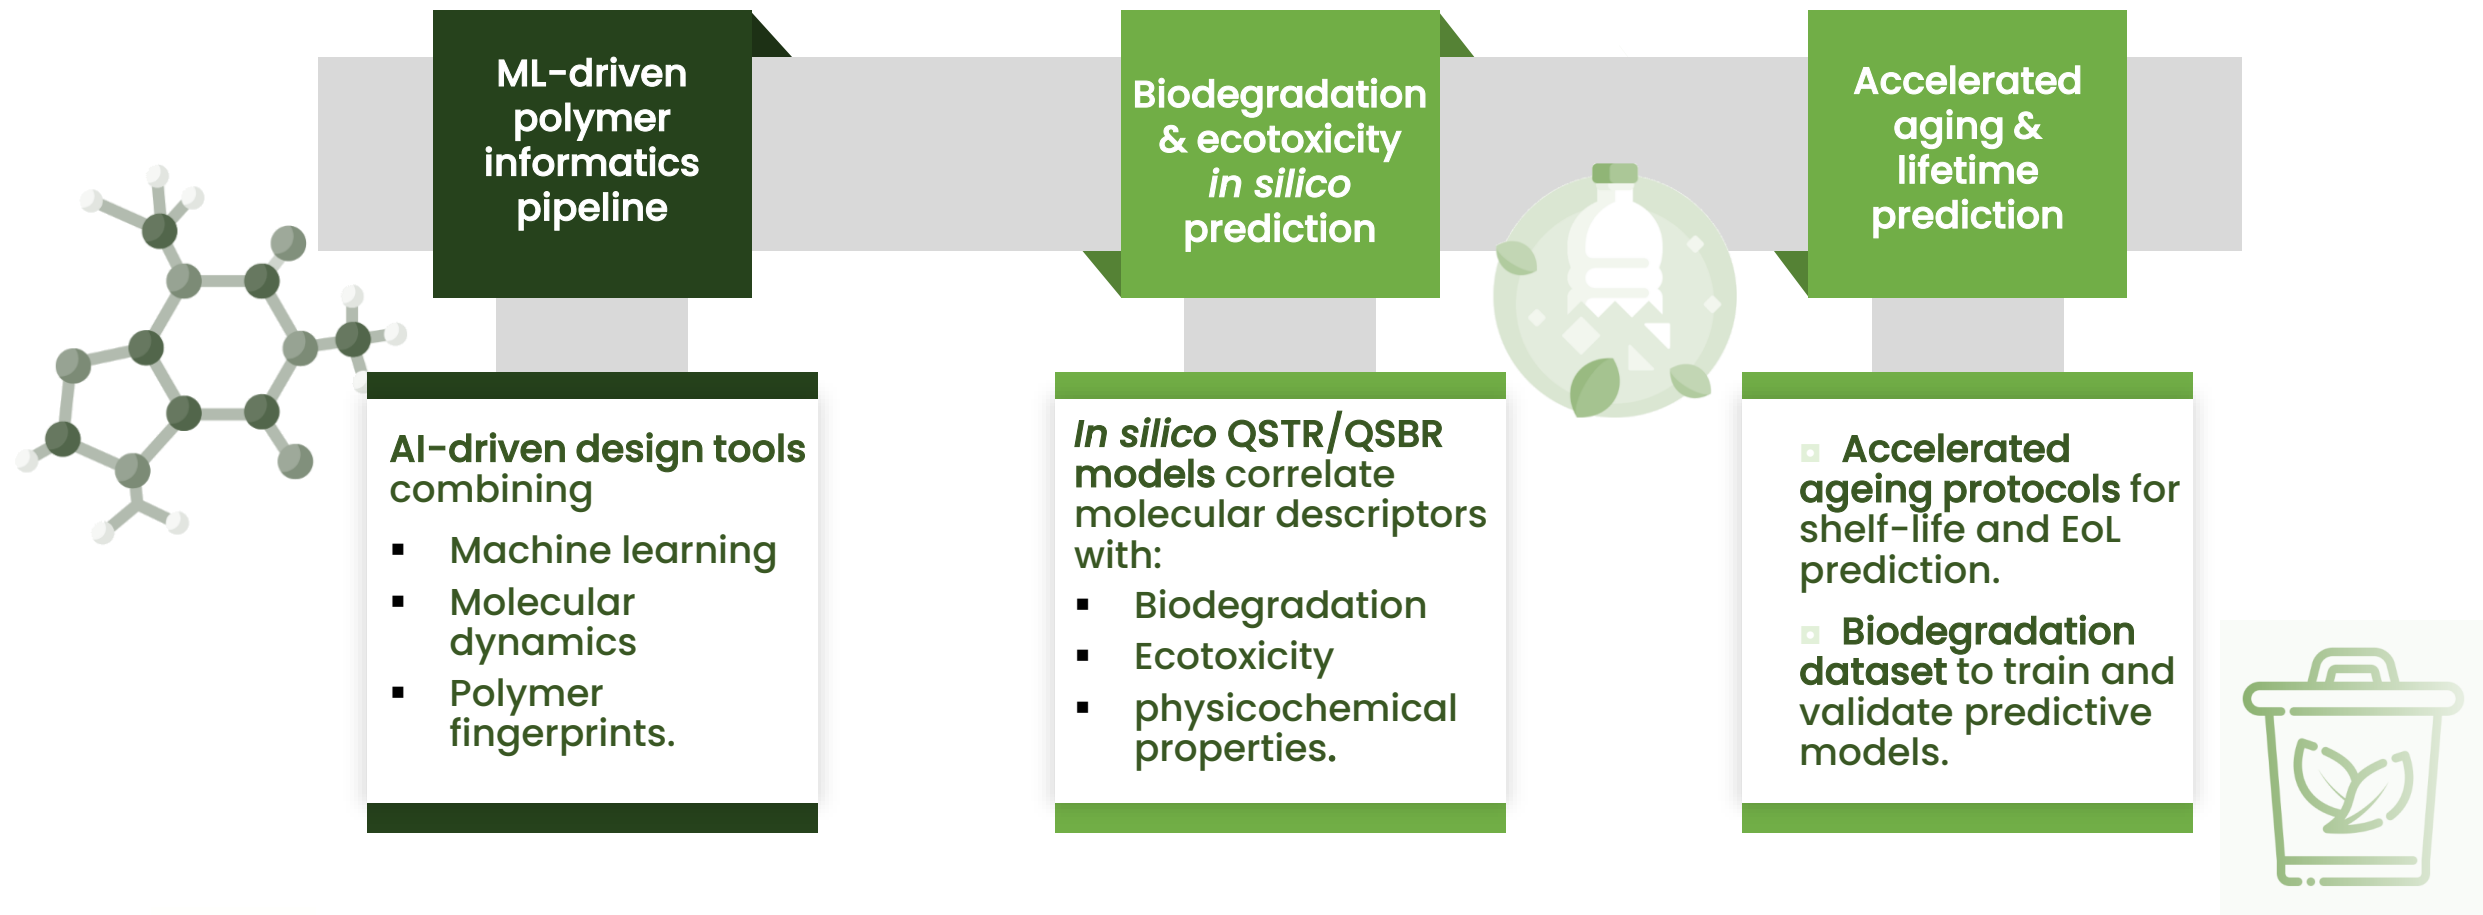 ML-driven
polymer
informatics
pipeline
Biodegradation
& ecotoxicity
in silico
prediction
Accelerated
aging &
lifetime
prediction
AI-driven design tools
combining
▪ Machine learning
▪ Molecular
dynamics
▪ Polymer
fingerprints.
In silico QSTR/QSBR
models correlate
molecular descriptors
with:
▪ Biodegradation
▪ Ecotoxicity
▪ physicochemical
properties.
Accelerated
ageing protocols for
shelf-life and EoL
prediction.
Biodegradation
dataset to train and
validate predictive
models.